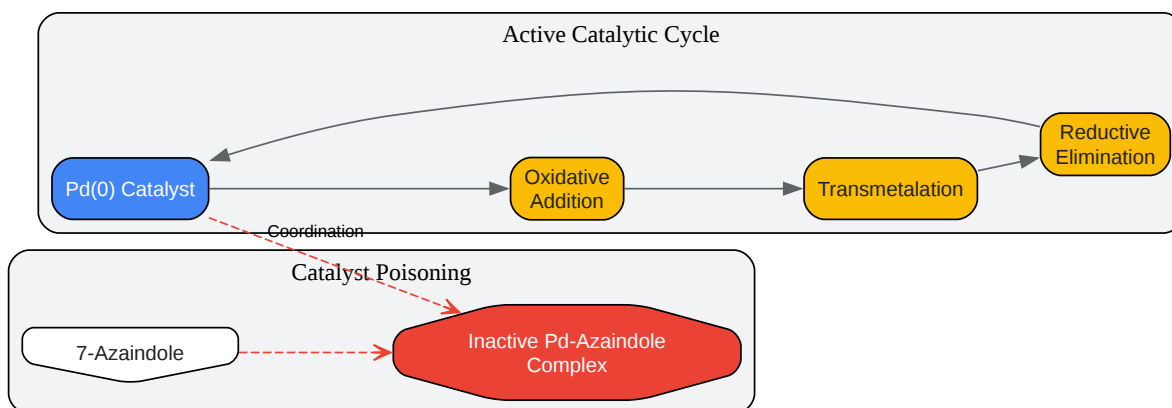 Active Catalytic Cycle
Reductive
Elimination
Pd(0) Catalyst
Oxidative
Addition
Transmetalation
Coordination
Catalyst Poisoning
7-Azaindole
Inactive Pd-Azaindole
Complex